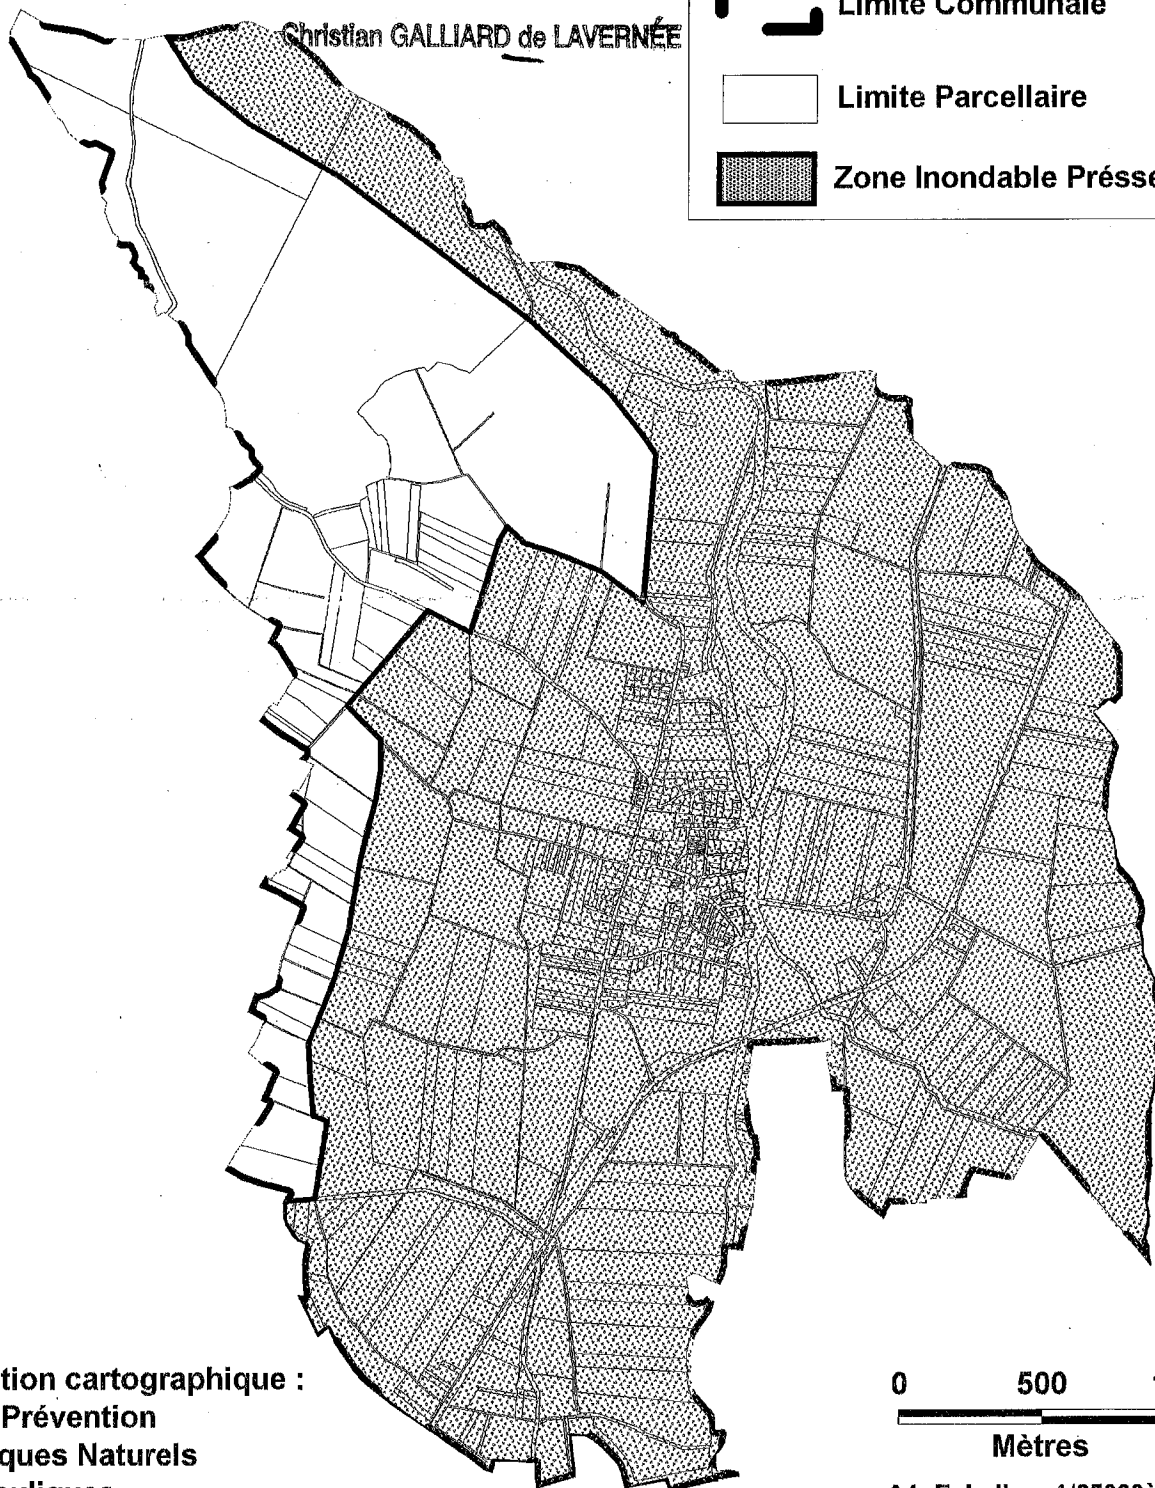 Limite Communale
Christian GALLIARD de LAVERNÉE
Limite Parcellaire
Zone Inondable Présse
tion cartographique :
Prévention
ques Naturels
0 500
Mètres